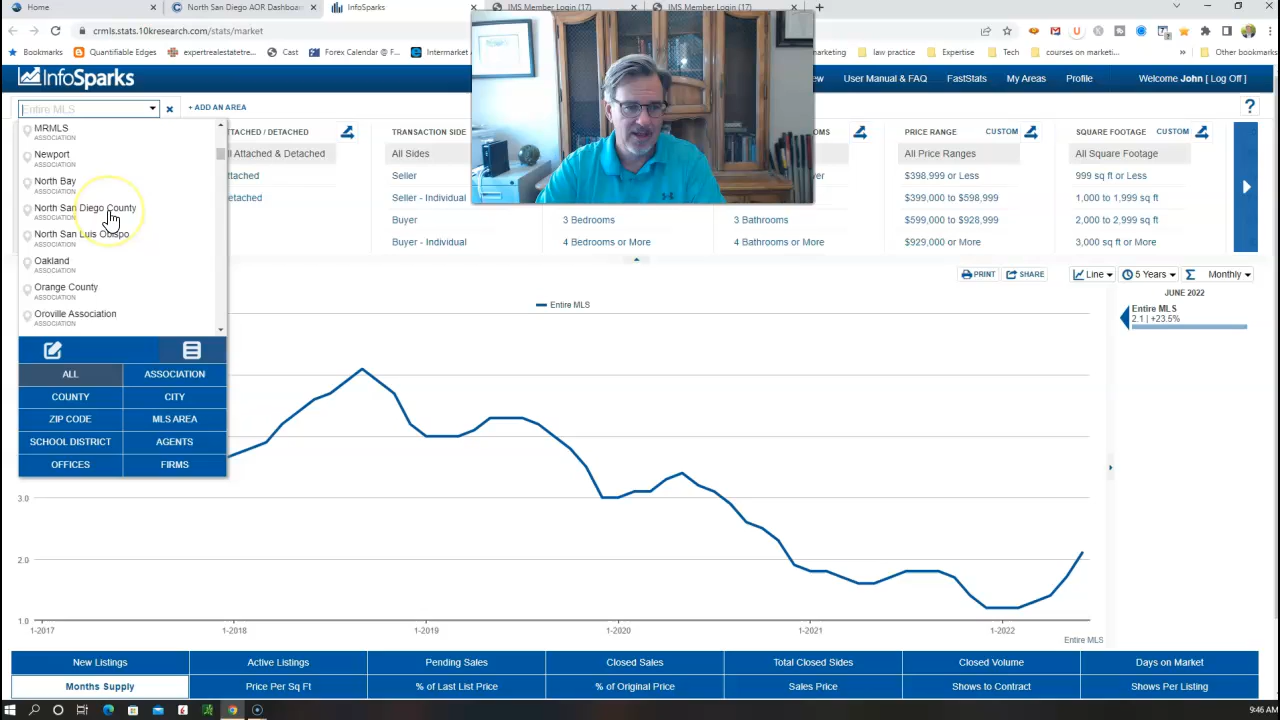 Home
North San Diego AOR Dashboar
InfoSparks
IMS Member Login (17)
IMS Member Login (17)
crmls.stats.10kresearch.com/stats/market
Bookmarks
Quantifiable Edges
expertrealestatetre...
Cast
Forex Calendar @ F...
Intermarket
law practice
Expertise
Tech
courses on marketi...
Other bookmarks
InfoSparks
ew
User Manual & FAQ
FastStats
My Areas
Profile
Welcome John [ Log Off ]
Entire MLS
+ ADD AN AREA
?
MRMLS
ASSOCIATION
Newport
ASSOCIATION
North Bay
ASSOCIATION
North San Diego County
ASSOCIATION
North San Luis Obispo
ASSOCIATION
Oakland
ASSOCIATION
Orange County
ASSOCIATION
Oroville Association
ASSOCIATION
ALL
ASSOCIATION
COUNTY
CITY
ZIP CODE
MLS AREA
SCHOOL DISTRICT
AGENTS
OFFICES
FIRMS
TTACHED / DETACHED
ll Attached & Detached
ttached
etached
TRANSACTION SIDE
All Sides
Seller
Seller - Individual
Buyer
Buyer - Individual
3 Bedrooms
4 Bedrooms or More
OOMS
wer
3 Bathrooms
4 Bathrooms or More
PRICE RANGE
CUSTOM
All Price Ranges
$398,999 or Less
$399,000 to $598,999
$599,000 to $928,999
$929,000 or More
SQUARE FOOTAGE
CUSTOM
All Square Footage
999 sq ft or Less
1,000 to 1,999 sq ft
2,000 to 2,999 sq ft
3,000 sq ft or More
PRINT
SHARE
Line
5 Years
Σ
Monthly
Entire MLS
JUNE 2022
Entire MLS
2.1 | +23.5%
3.0
2.0
1.0
1-2017
1-2018
1-2019
1-2020
1-2021
1-2022
Entire MLS
New Listings
Active Listings
Pending Sales
Closed Sales
Total Closed Sides
Closed Volume
Days on Market
Months Supply
Price Per Sq Ft
% of Last List Price
% of Original Price
Sales Price
Shows to Contract
Shows Per Listing
9:46 AM